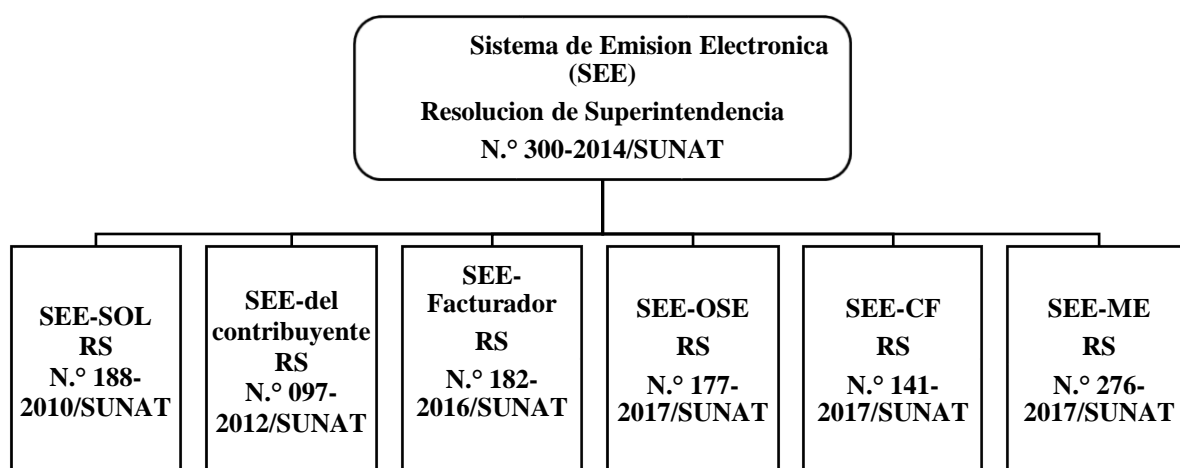 Sistema de Emision Electronica
(SEE)
Resolucion de Superintendencia
N.° 300-2014/SUNAT
SEE-SOL
RS
N.° 188-
2010/SUNAT
SEE-del
contribuyente
RS
N.° 097-
2012/SUNAT
SEE-
Facturador
RS
N.° 182-
2016/SUNAT
SEE-OSE
RS
N.° 177-
2017/SUNAT
SEE-CF
RS
N.° 141-
2017/SUNAT
SEE-ME
RS
N.° 276-
2017/SUNAT